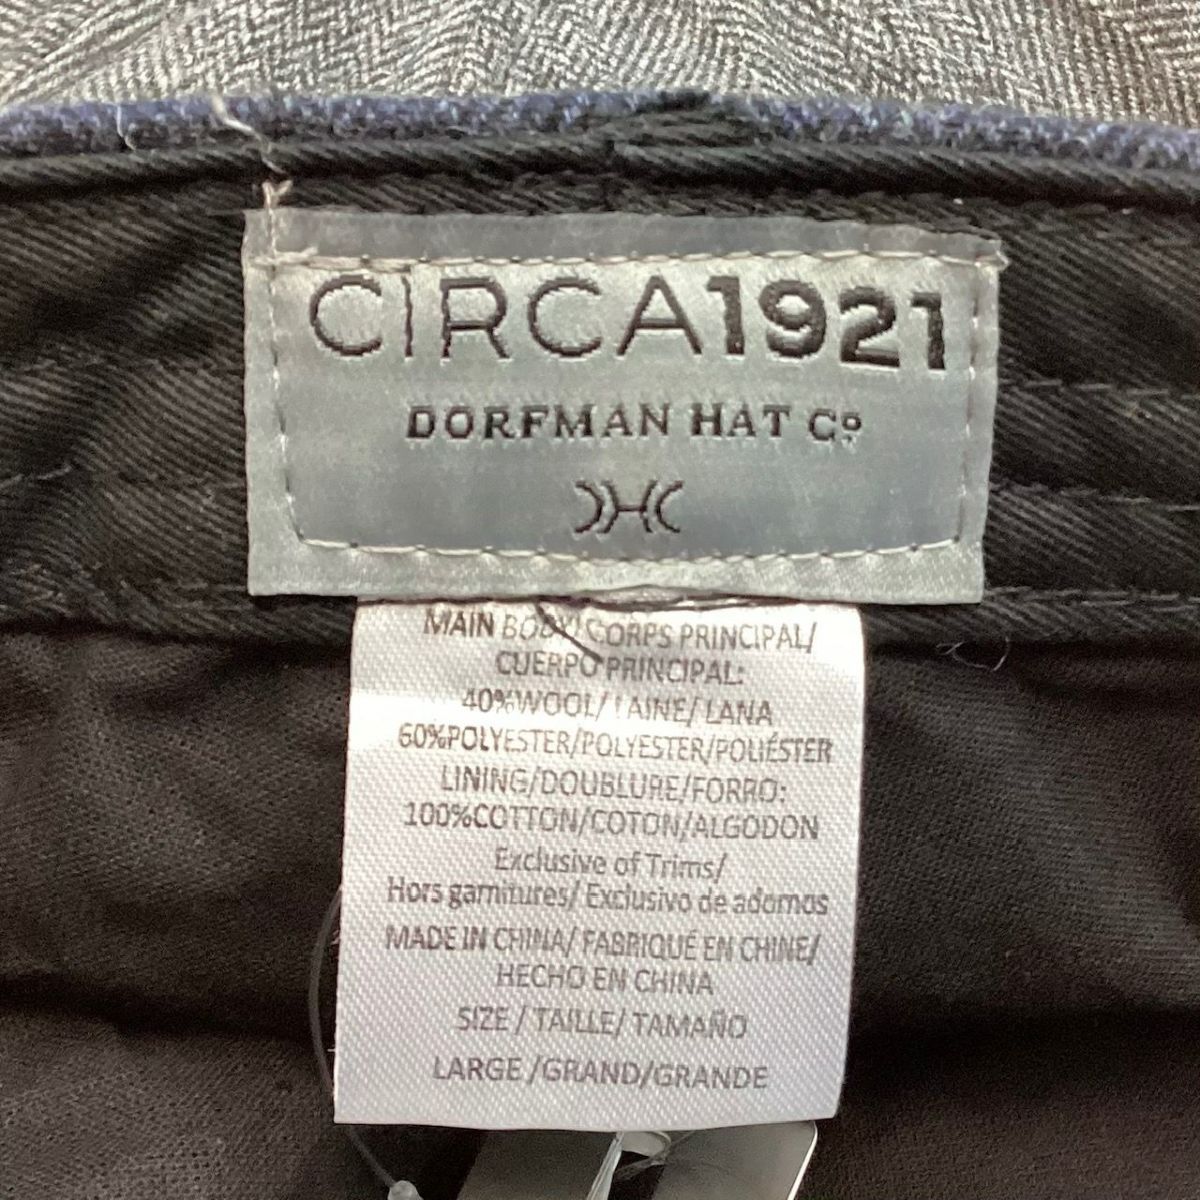 CIRCA1921
DORFMAN HAT Cº
MAIN BODY/ CORPS PRINCIPAL/
CUERPO PRINCIPAL:
40%WOOL/ LAINE/ LANA
60%POLYESTER/POLYESTER/POLIÉSTER
LINING/DOUBLURE/FORRO:
100%COTTON/COTON/ALGODON
Exclusive of Trims/
Hors garnitures/ Exclusivo de adornos
MADE IN CHINA/ FABRIQUÉ EN CHINE/
HECHO EN CHINA
SIZE / TAILLE/ TAMAÑO
LARGE /GRAND/GRANDE